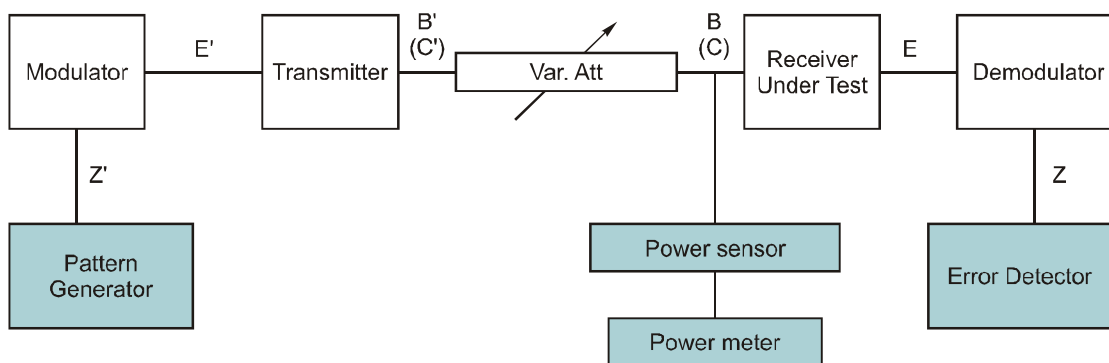 Modulator
E'
Transmitter
B'
(C')
Var. Att
B
(C)
Receiver
Under Test
E
Demodulator
Z'
Z
Pattern
Generator
Power sensor
Error Detector
Power meter